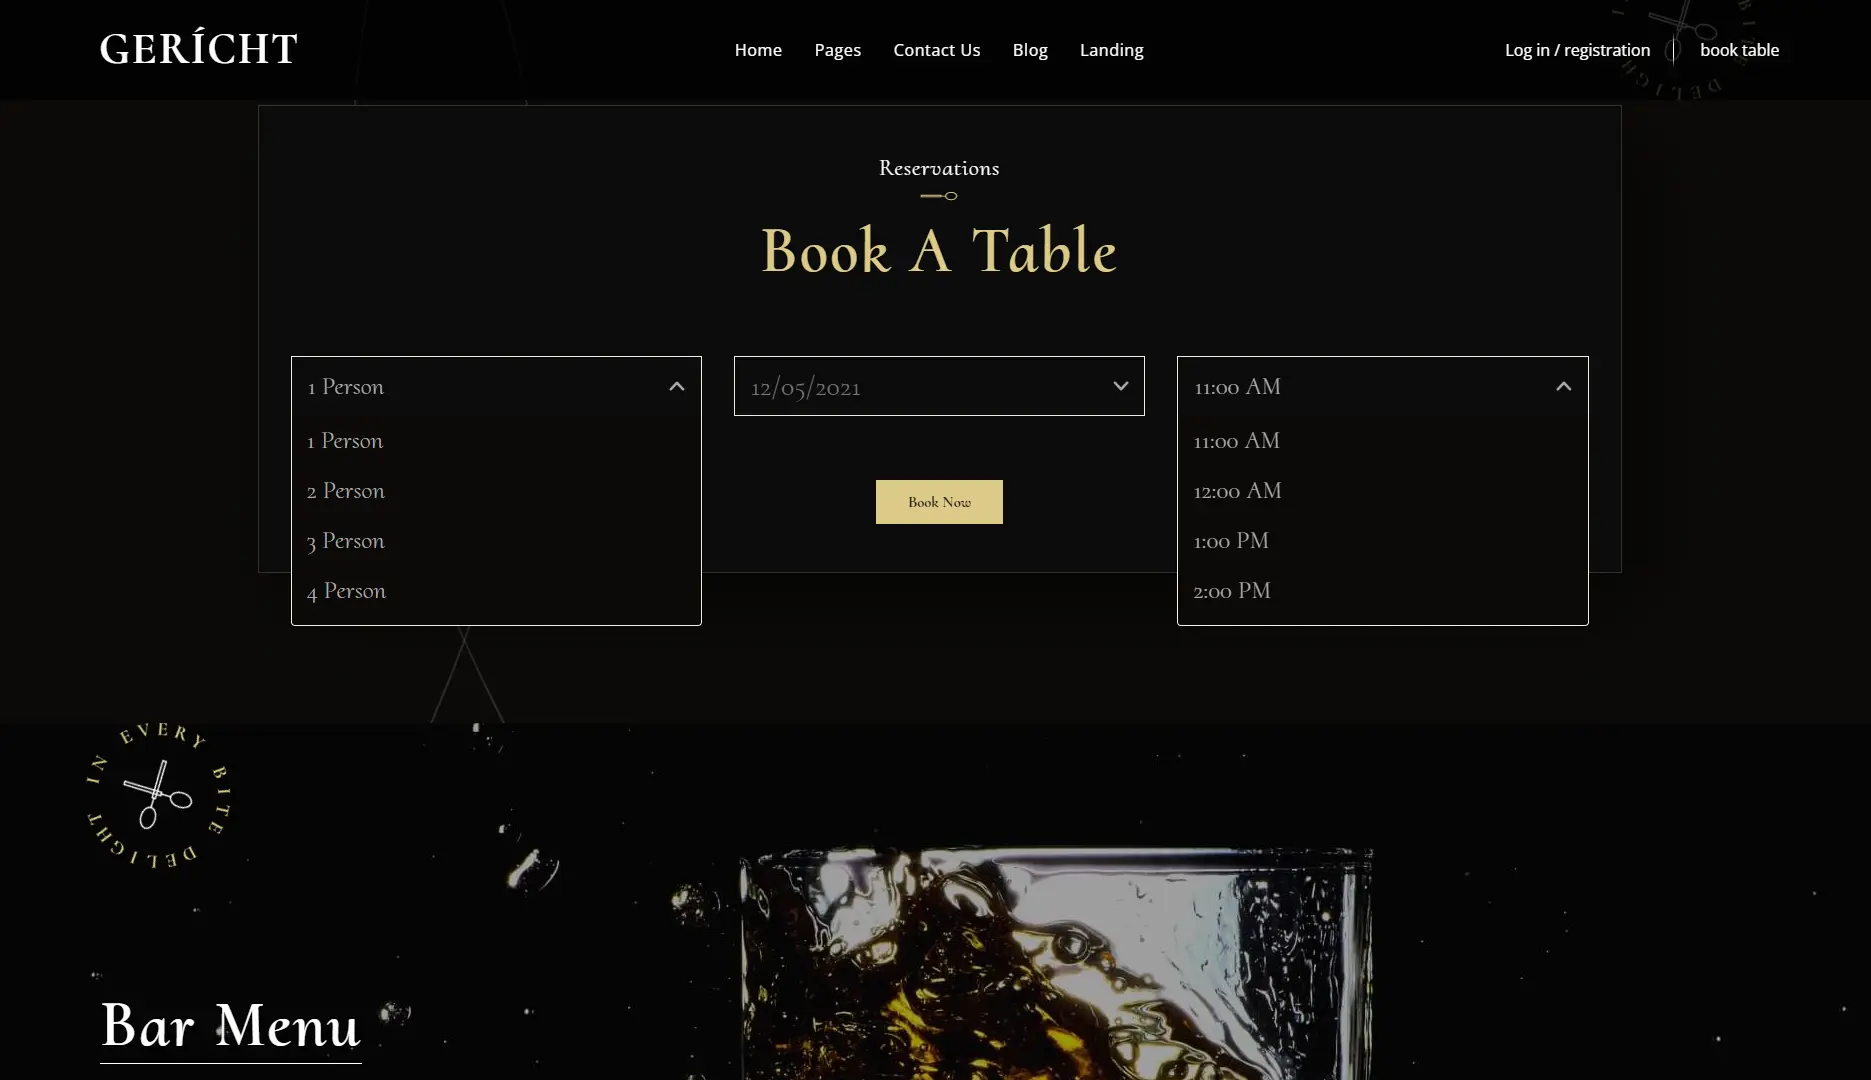 GERÍCHT
Home
Pages
Contact Us
Blog
Landing
Log in / registration
book table
Reservations
Book A Table
1 Person
1 Person
2 Person
3 Person
4 Person
12/05/2021
Book Now
11:00 AM
11:00 AM
12:00 AM
1:00 PM
2:00 PM
IN EVERY BITE DELIGHT
Bar Menu